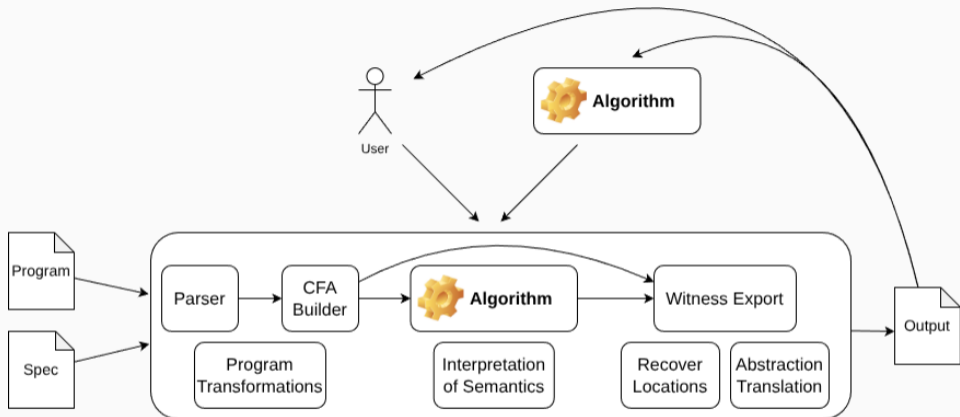 Algorithm
User
Program
Parser
CFA
Builder
Algorithm
Witness Export
Output
Spec
Program
Transformations
Interpretation
of Semantics
Recover
Locations
Abstraction
Translation